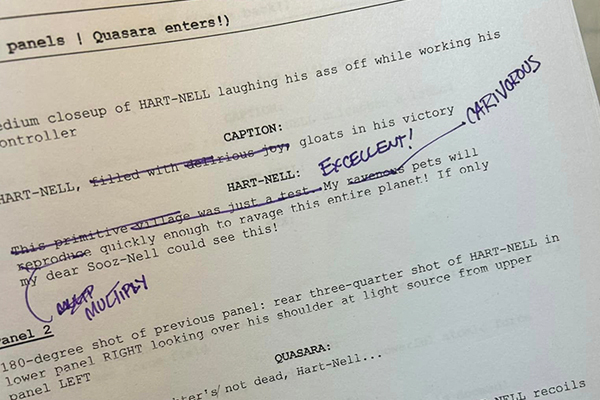 panels | Quasara enters!)
edium closeup of HART-NELL laughing his ass off while working his
ontroller
CAPTION:
HART-NELL, filled with delirious joy, gloats in his victory
HART-NELL: EXCELLENT! CARIVOROUS
This primitive village was just a test. My ravenous pets will
reproduce quickly enough to ravage this entire planet! If only
my dear Sooz-Nell could see this!
MULTIPLY
Panel 2
180-degree shot of previous panel: rear three-quarter shot of HART-NELL in
lower panel RIGHT looking over his shoulder at light source from upper
panel LEFT
QUASARA:
hter's not dead, Hart-Nell...
NELL recoils